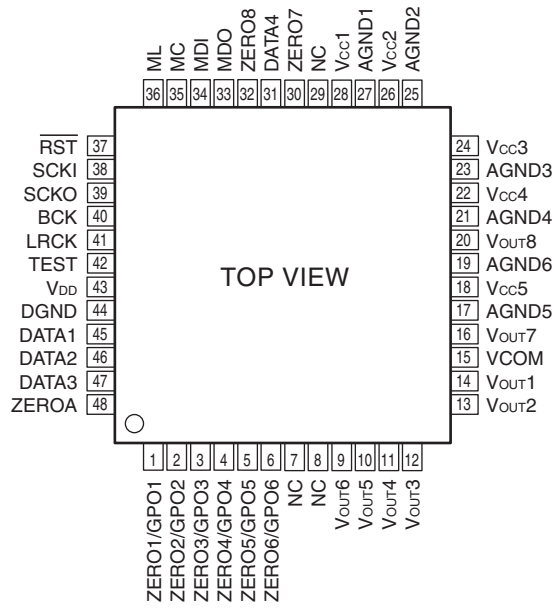 ML
MC
MDI
MDO
ZERO8
DATA4
ZERO7
NC
Vcc1
AGND1
Vcc2
AGND2
36
35
34
33
32
31
30
29
28
27
26
25
RST 37
SCKI 38
SCKO 39
BCK 40
LRCK 41
TEST 42
VDD 43
DGND 44
DATA1 45
DATA2 46
DATA3 47
ZEROA 48
TOP VIEW
24 Vcc3
23 AGND3
22 Vcc4
21 AGND4
20 VOUT8
19 AGND6
18 Vcc5
17 AGND5
16 VOUT7
15 VCOM
14 VOUT1
13 VOUT2
1
2
3
4
5
6
7
8
9
10
11
12
ZERO1/GPO1
ZERO2/GPO2
ZERO3/GPO3
ZERO4/GPO4
ZERO5/GPO5
ZERO6/GPO6
NC
NC
VOUT6
VOUT5
VOUT4
VOUT3